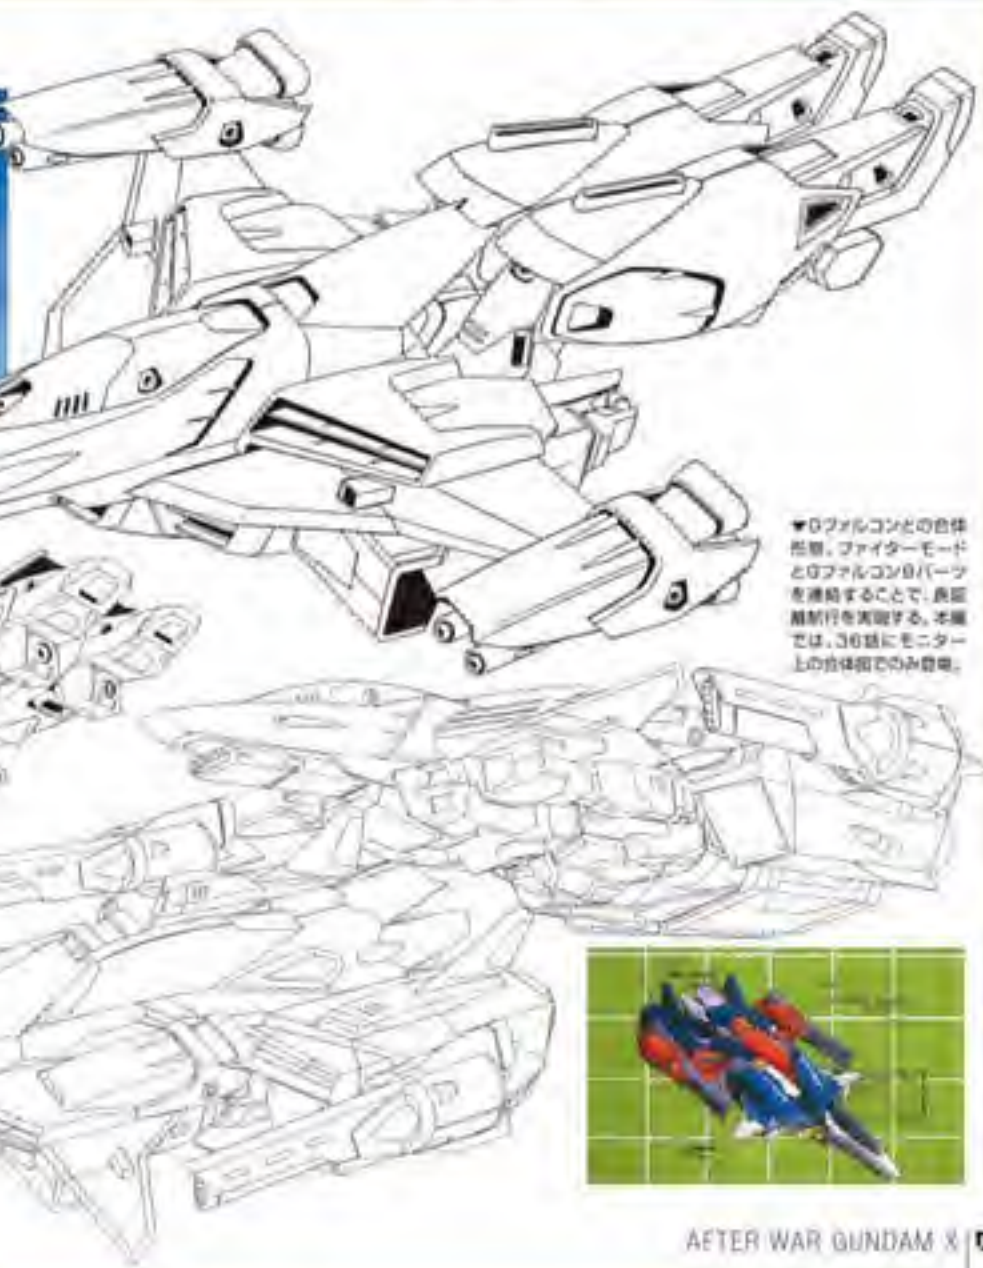 ▼Gファルコンとの合体
形態。ファイターモード
とGファルコンBパーツ
を連結することで、長距
離航行を実現する。本編
では、36話にモニター
上の合体図でのみ登場。
AFTER WAR GUNDAM X